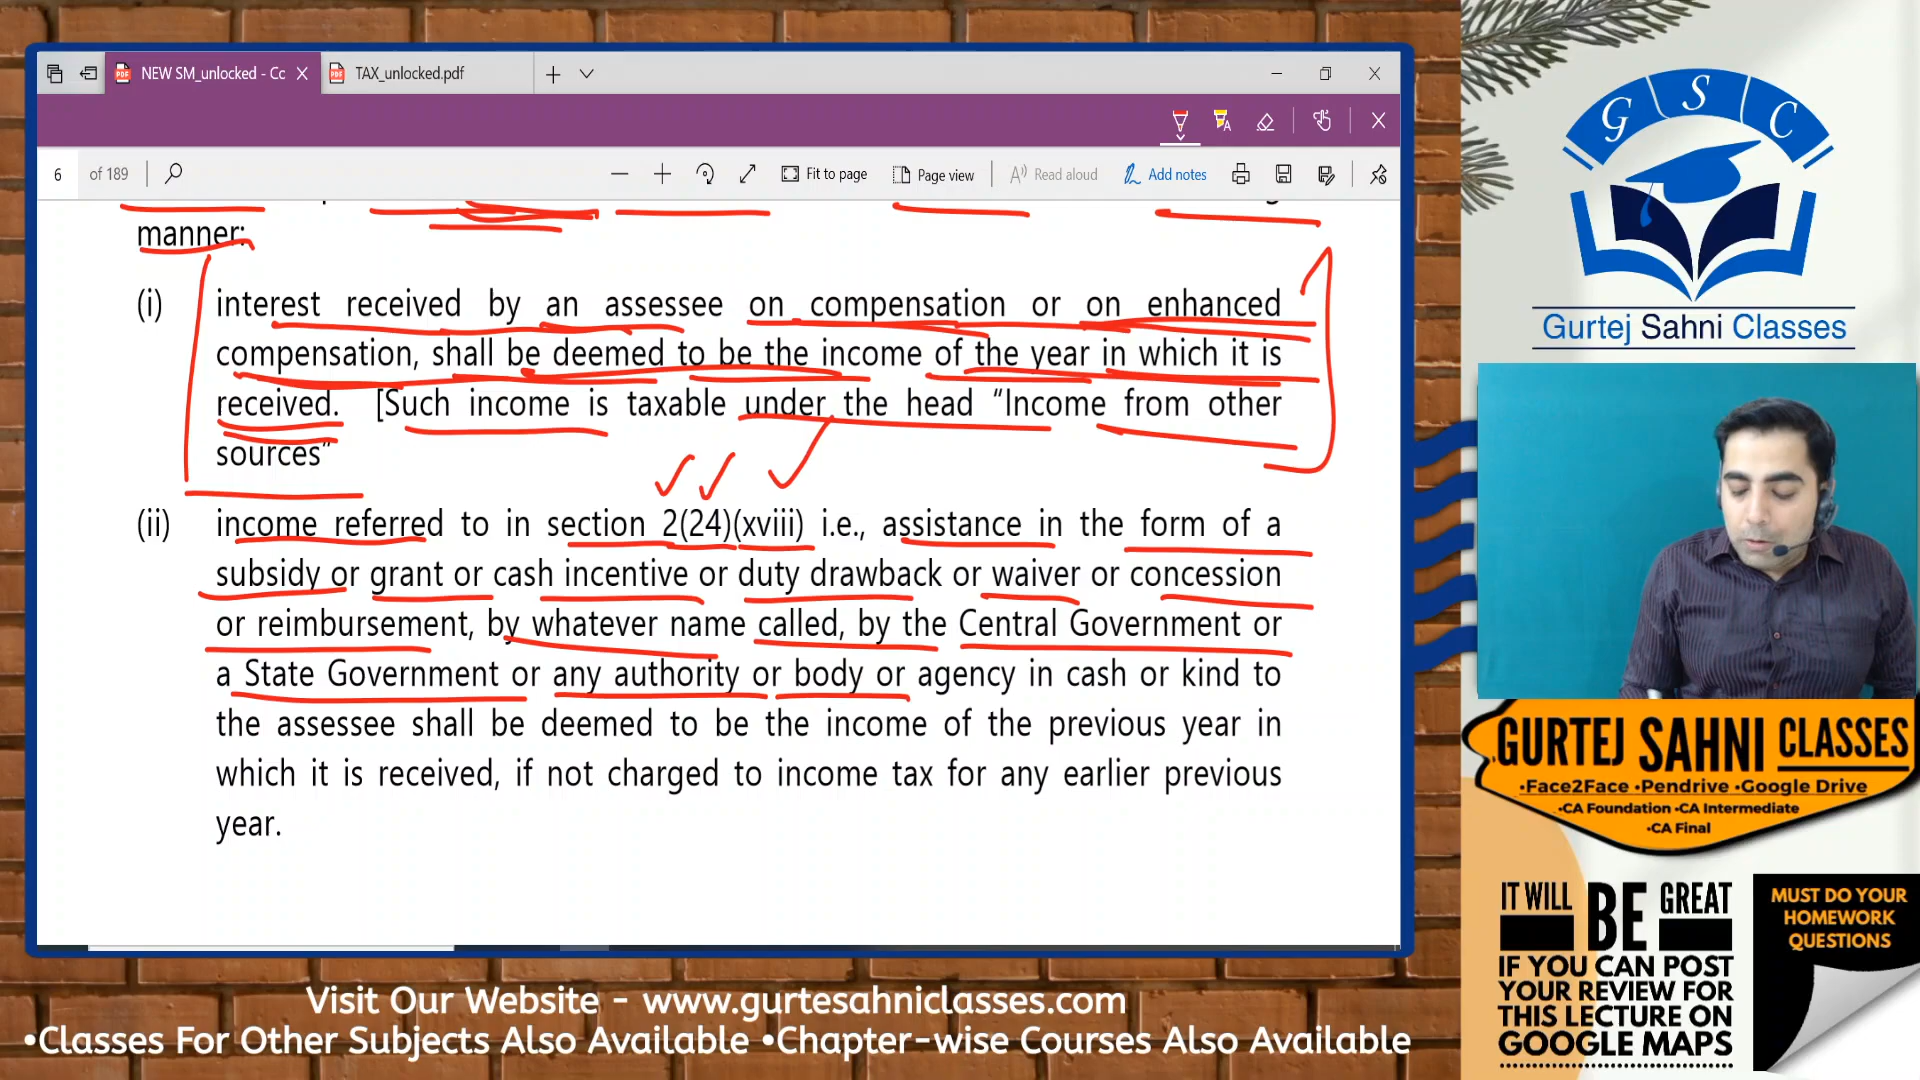 NEW SM_unlocked - Cc
TAX_unlocked.pdf
6 of 189
Fit to page
Page view
Read aloud
Add notes
manner:
(i) interest received by an assessee on compensation or on enhanced
compensation, shall be deemed to be the income of the year in which it is
received. [Such income is taxable under the head “Income from other
sources”
(ii) income referred to in section 2(24)(xviii) i.e., assistance in the form of a
subsidy or grant or cash incentive or duty drawback or waiver or concession
or reimbursement, by whatever name called, by the Central Government or
a State Government or any authority or body or agency in cash or kind to
the assessee shall be deemed to be the income of the previous year in
which it is received, if not charged to income tax for any earlier previous
year.
G S C
Gurtej Sahni Classes
GURTEJ SAHNI CLASSES
•Face2Face •Pendrive •Google Drive
•CA Foundation •CA Intermediate
•CA Final
IT WILL BE GREAT
IF YOU CAN POST
YOUR REVIEW FOR
THIS LECTURE ON
GOOGLE MAPS
MUST DO YOUR
HOMEWORK
QUESTIONS
Visit Our Website - www.gurtesahniclasses.com
•Classes For Other Subjects Also Available •Chapter-wise Courses Also Available